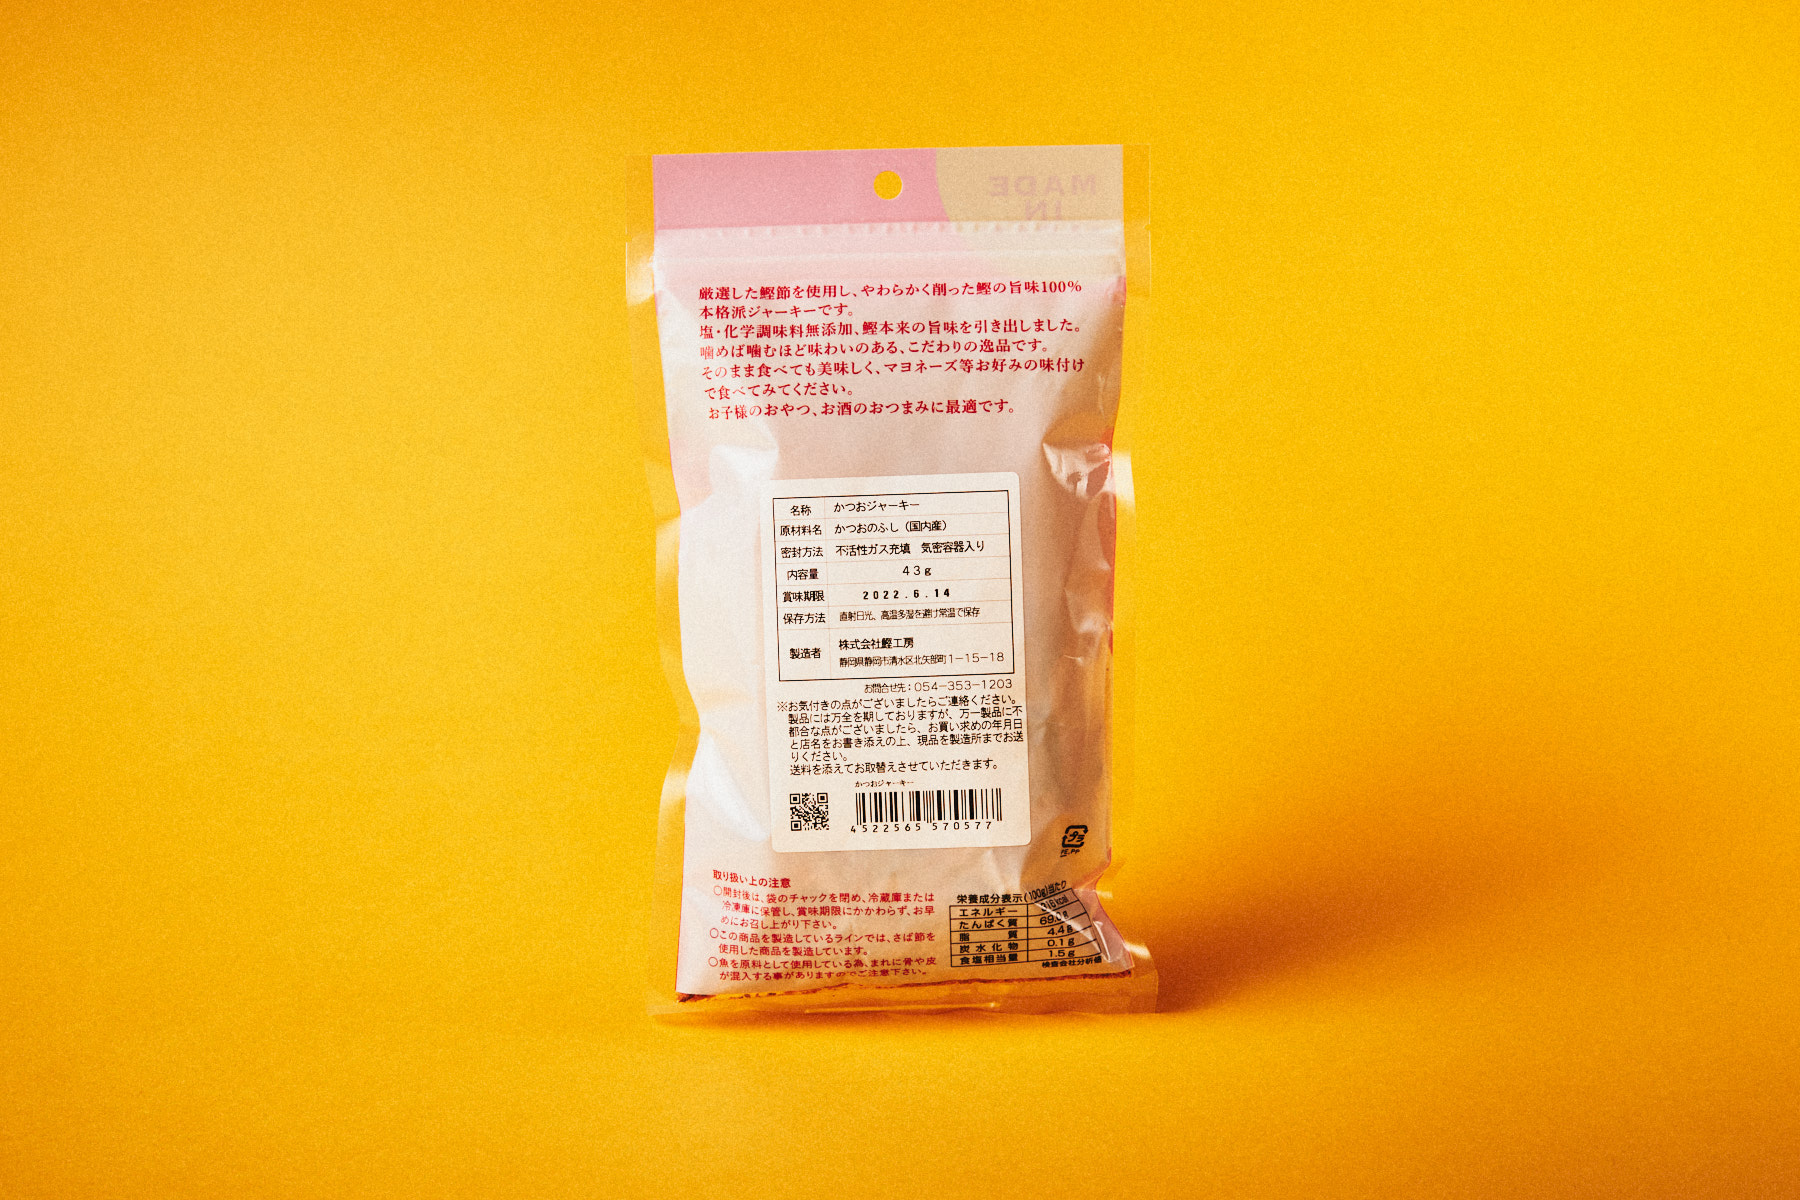 MADE
IN
厳選した鰹節を使用し、やわらかく削った鰹の旨味100%
本格派ジャーキーです。
塩・化学調味料無添加、鰹本来の旨味を引き出しました。
噛めば噛むほど味わいのある、こだわりの逸品です。
そのまま食べても美味しく、マヨネーズ等お好みの味付け
で食べてみてください。
お子様のおやつ、お酒のおつまみに最適です。
名称 かつおジャーキー
原材料名 かつおのふし（国内産）
密封方法 不活性ガス充填 気密容器入り
内容量 43g
賞味期限 2022.6.14
保存方法 直射日光、高温多湿を避け常温で保存
製造者 株式会社鰹工房
静岡県静岡市清水区北矢部町1－15－18
お問合せ先：054－353－1203
※お気付きの点がございましたらご連絡ください。
製品には万全を期しておりますが、万一製品に不
都合な点がございましたら、お買い求めの年月日
と店名をお書き添えの上、現品を製造所までお送
りください。
送料を添えてお取替えさせていただきます。
かつおジャーキー
4522565 570577
PE,PP
取り扱い上の注意
○開封後は、袋のチャックを閉め、冷蔵庫または
冷凍庫に保管し、賞味期限にかかわらず、お早
めにお召し上がり下さい。
○この商品を製造しているラインでは、さば節を
使用した商品を製造しています。
○魚を原料として使用している為、まれに骨や皮
が混入する事がありますのでご注意下さい。
栄養成分表示(100g)当たり
エネルギー kcal
たんぱく質
脂質 4.4g
炭水化物 0.1g
食塩相当量 1.5g
検査会社分析値